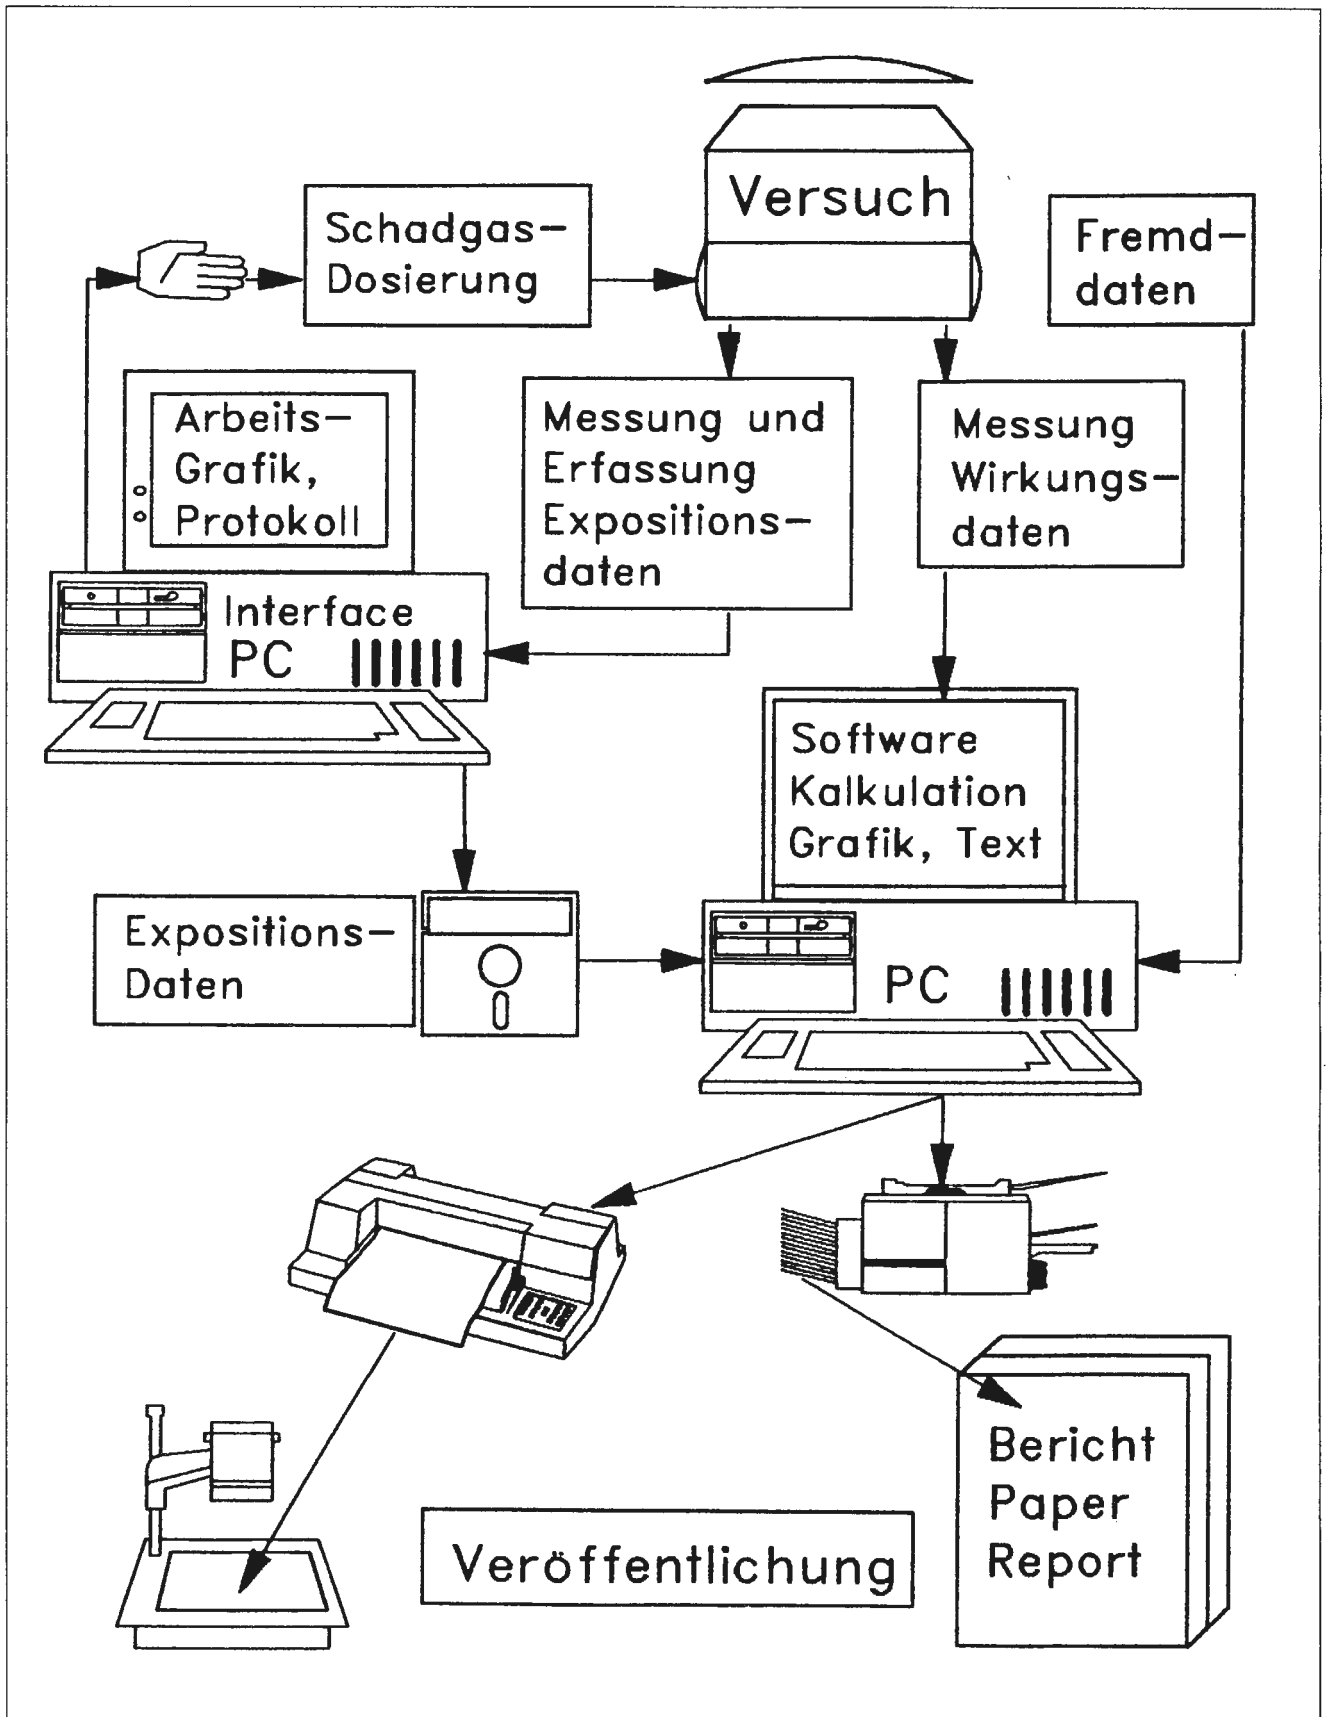 Versuch
Schadgas-
Dosierung
Fremd-
daten
Arbeits-
Grafik,
Protokoll
Messung und
Erfassung
Expositions-
daten
Messung
Wirkungs-
daten
Interface
PC
Software
Kalkulation
Grafik, Text
Expositions-
Daten
PC
Bericht
Paper
Report
Veröffentlichung